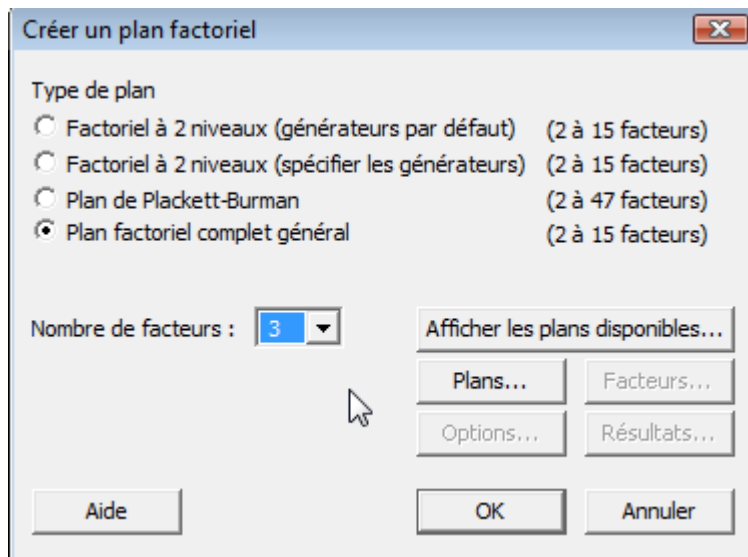 Créer un plan factoriel
Type de plan
Factoriel à 2 niveaux (générateurs par défaut) (2 à 15 facteurs)
Factoriel à 2 niveaux (spécifier les générateurs) (2 à 15 facteurs)
Plan de Plackett-Burman (2 à 47 facteurs)
Plan factoriel complet général (2 à 15 facteurs)
Nombre de facteurs : 3 Afficher les plans disponibles...
Plans... Facteurs...
Options... Résultats...
Aide OK Annuler